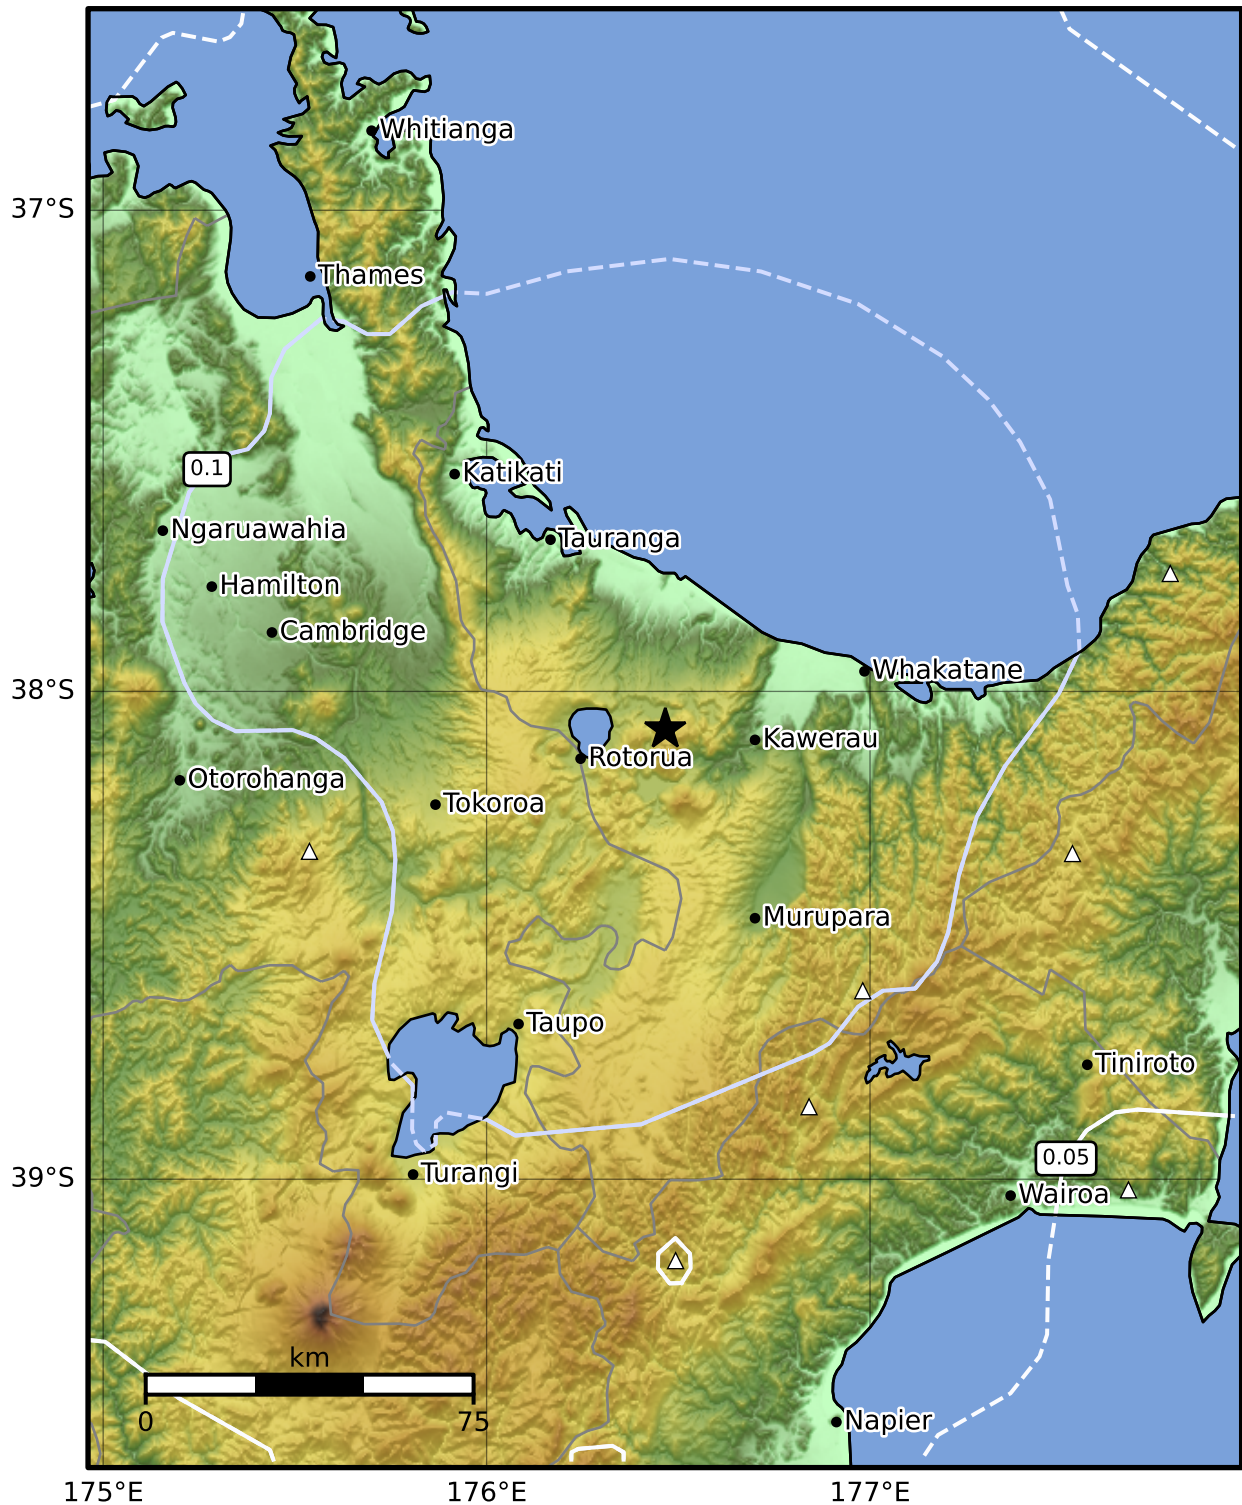 Whitianga
37°S
Thames
0.1
Katikati
Ngaruawahia
Tauranga
Hamilton
Cambridge
Whakatane
38°S
Kawerau
Rotorua
Otorohanga
Tokoroa
Murupara
Taupo
Tiniroto
0.05
Turangi
39°S
Wairoa
km
0
75
Napier
175°E
176°E
177°E